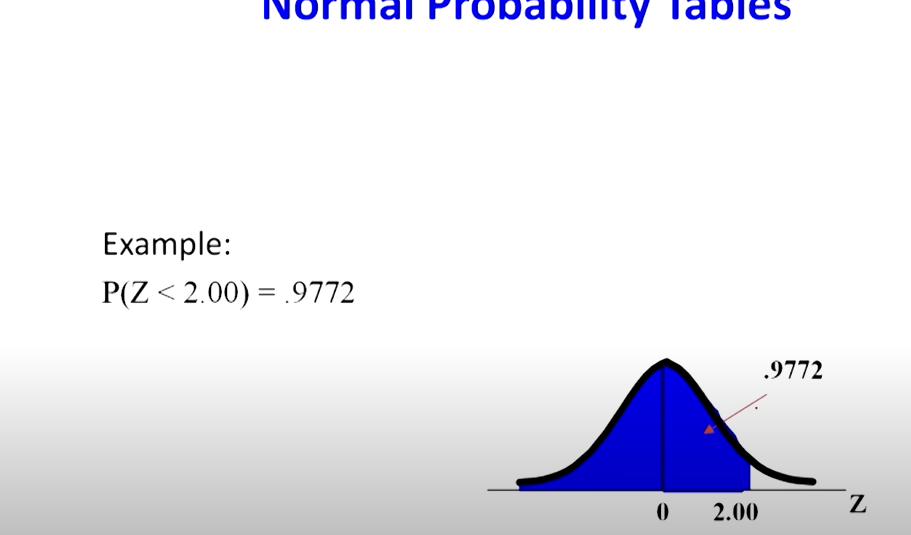 Normal Probability Tables
Example:
P(Z < 2.00) = .9772
.9772
0 2.00 Z